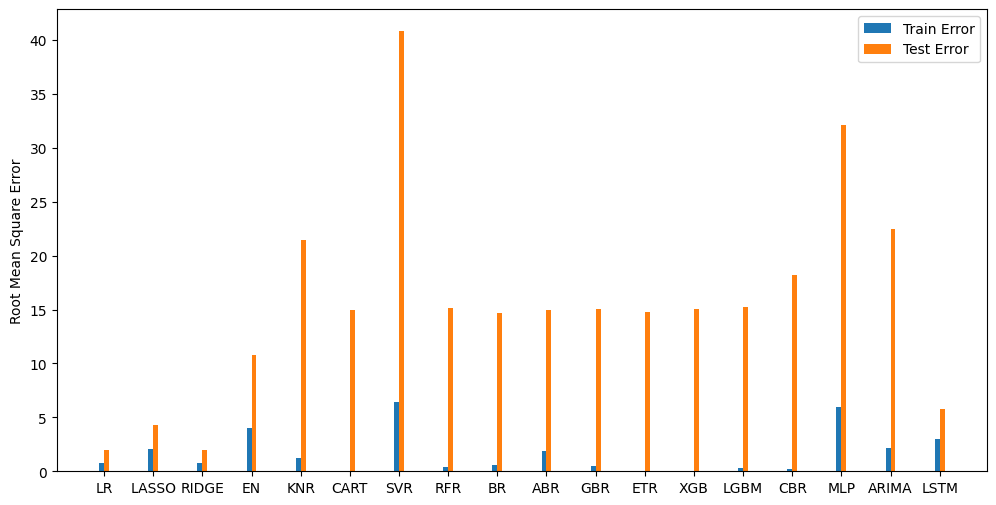 Train Error
Test Error
Root Mean Square Error
40
35
30
25
20
15
10
5
0
LR LASSO RIDGE EN KNR CART SVR RFR BR ABR GBR ETR XGB LGBM CBR MLP ARIMA LSTM